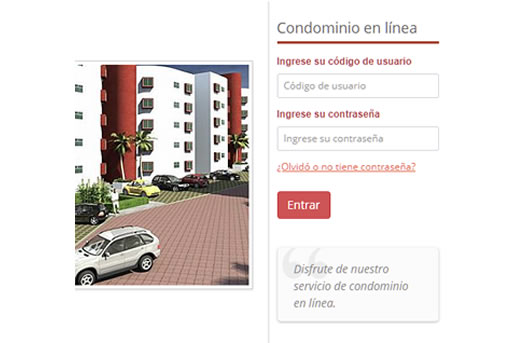 Condominio en línea
Ingrese su código de usuario
Código de usuario
Ingrese su contraseña
Ingrese su contraseña
¿Olvidó o no tiene contraseña?
Entrar
Disfrute de nuestro
servicio de condominio
en línea.